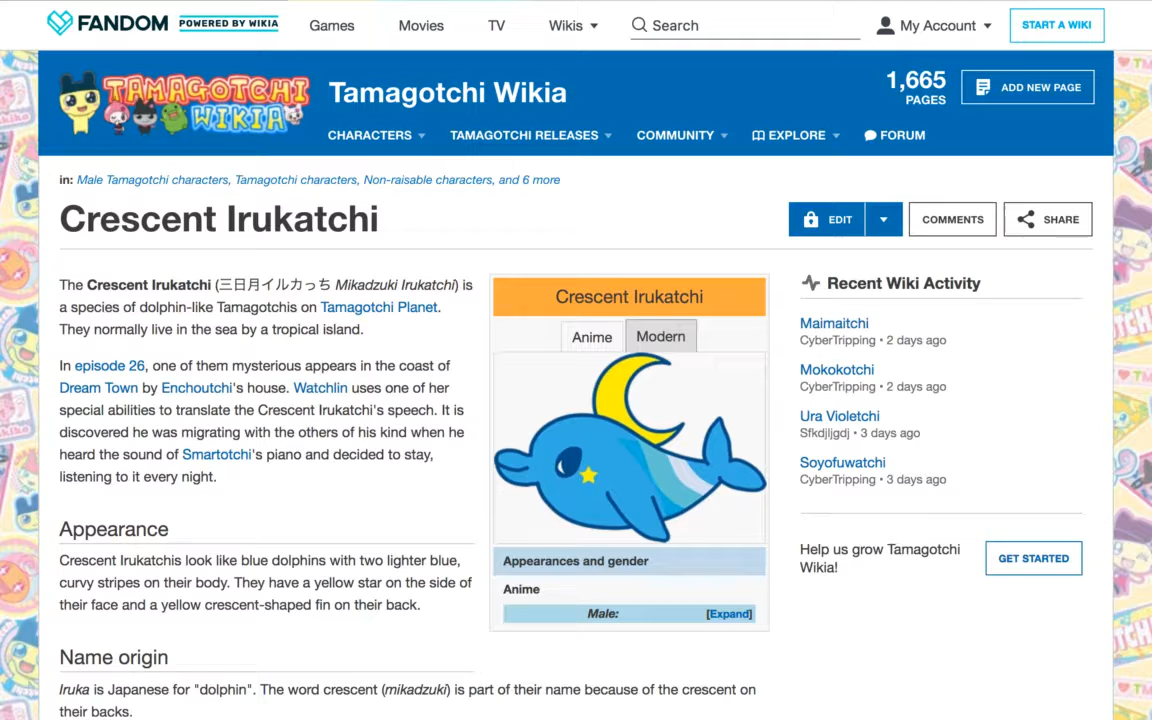 FANDOM
POWERED BY WIKIA
Games
Movies
TV
Wikis
Search
My Account
START A WIKI
TAMAGOTCHI
WIKIA
Tamagotchi Wikia
1,665
PAGES
ADD NEW PAGE
CHARACTERS
TAMAGOTCHI RELEASES
COMMUNITY
EXPLORE
FORUM
in: Male Tamagotchi characters, Tamagotchi characters, Non-raisable characters, and 6 more
Crescent Irukatchi
EDIT
COMMENTS
SHARE
The Crescent Irukatchi (三日月イルカっち Mikadzuki Irukatchi) is
a species of dolphin-like Tamagotchis on Tamagotchi Planet.
They normally live in the sea by a tropical island.
In episode 26, one of them mysterious appears in the coast of
Dream Town by Enchoutchi's house. Watchlin uses one of her
special abilities to translate the Crescent Irukatchi's speech. It is
discovered he was migrating with the others of his kind when he
heard the sound of Smartotchi's piano and decided to stay,
listening to it every night.
Appearance
Crescent Irukatchis look like blue dolphins with two lighter blue,
curvy stripes on their body. They have a yellow star on the side of
their face and a yellow crescent-shaped fin on their back.
Name origin
Iruka is Japanese for "dolphin". The word crescent (mikadzuki) is part of their name because of the crescent on
their backs.
Crescent Irukatchi
Anime
Modern
Appearances and gender
Anime
Male:
[Expand]
Recent Wiki Activity
Maimaitchi
CyberTripping • 2 days ago
Mokokotchi
CyberTripping • 2 days ago
Ura Violetchi
Sfkdjljgdj • 3 days ago
Soyofuwatchi
CyberTripping • 3 days ago
Help us grow Tamagotchi
Wikia!
GET STARTED